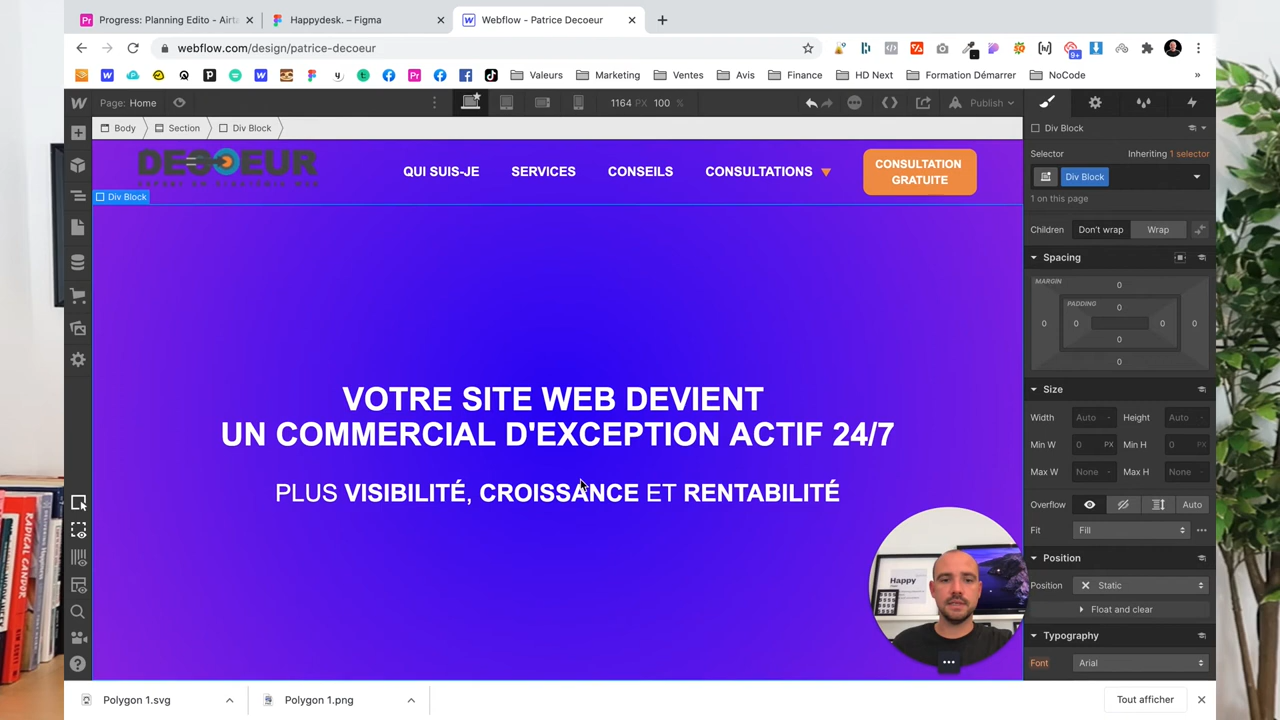 Progress: Planning Edito - Airta
Happydesk. – Figma
Webflow - Patrice Decoeur
webflow.com/design/patrice-decoeur
9+
Valeurs
Marketing
Ventes
Avis
Finance
HD Next
Formation Démarrer
NoCode
»
Page: Home
1164 PX 100 %
Publish
Body
Section
Div Block
Div Block
DECOEUR
QUI SUIS-JE
SERVICES
CONSEILS
CONSULTATIONS
CONSULTATION
GRATUITE
Div Block
Selector
Inheriting 1 selector
Div Block
1 on this page
Children
Don't wrap
Wrap
Spacing
MARGIN
0
PADDING
0
0 0 0 0
0
0
VOTRE SITE WEB DEVIENT
UN COMMERCIAL D'EXCEPTION ACTIF 24/7
PLUS VISIBILITÉ, CROISSANCE ET RENTABILITÉ
Size
Width Auto - Height Auto -
Min W 0 PX Min H 0 PX
Max W None - Max H None -
Overflow Auto
Fit Fill
Position
Position Static
Float and clear
Typography
Font Arial
Happy
RADICAL CANDOR
Polygon 1.svg
Polygon 1.png
Tout afficher